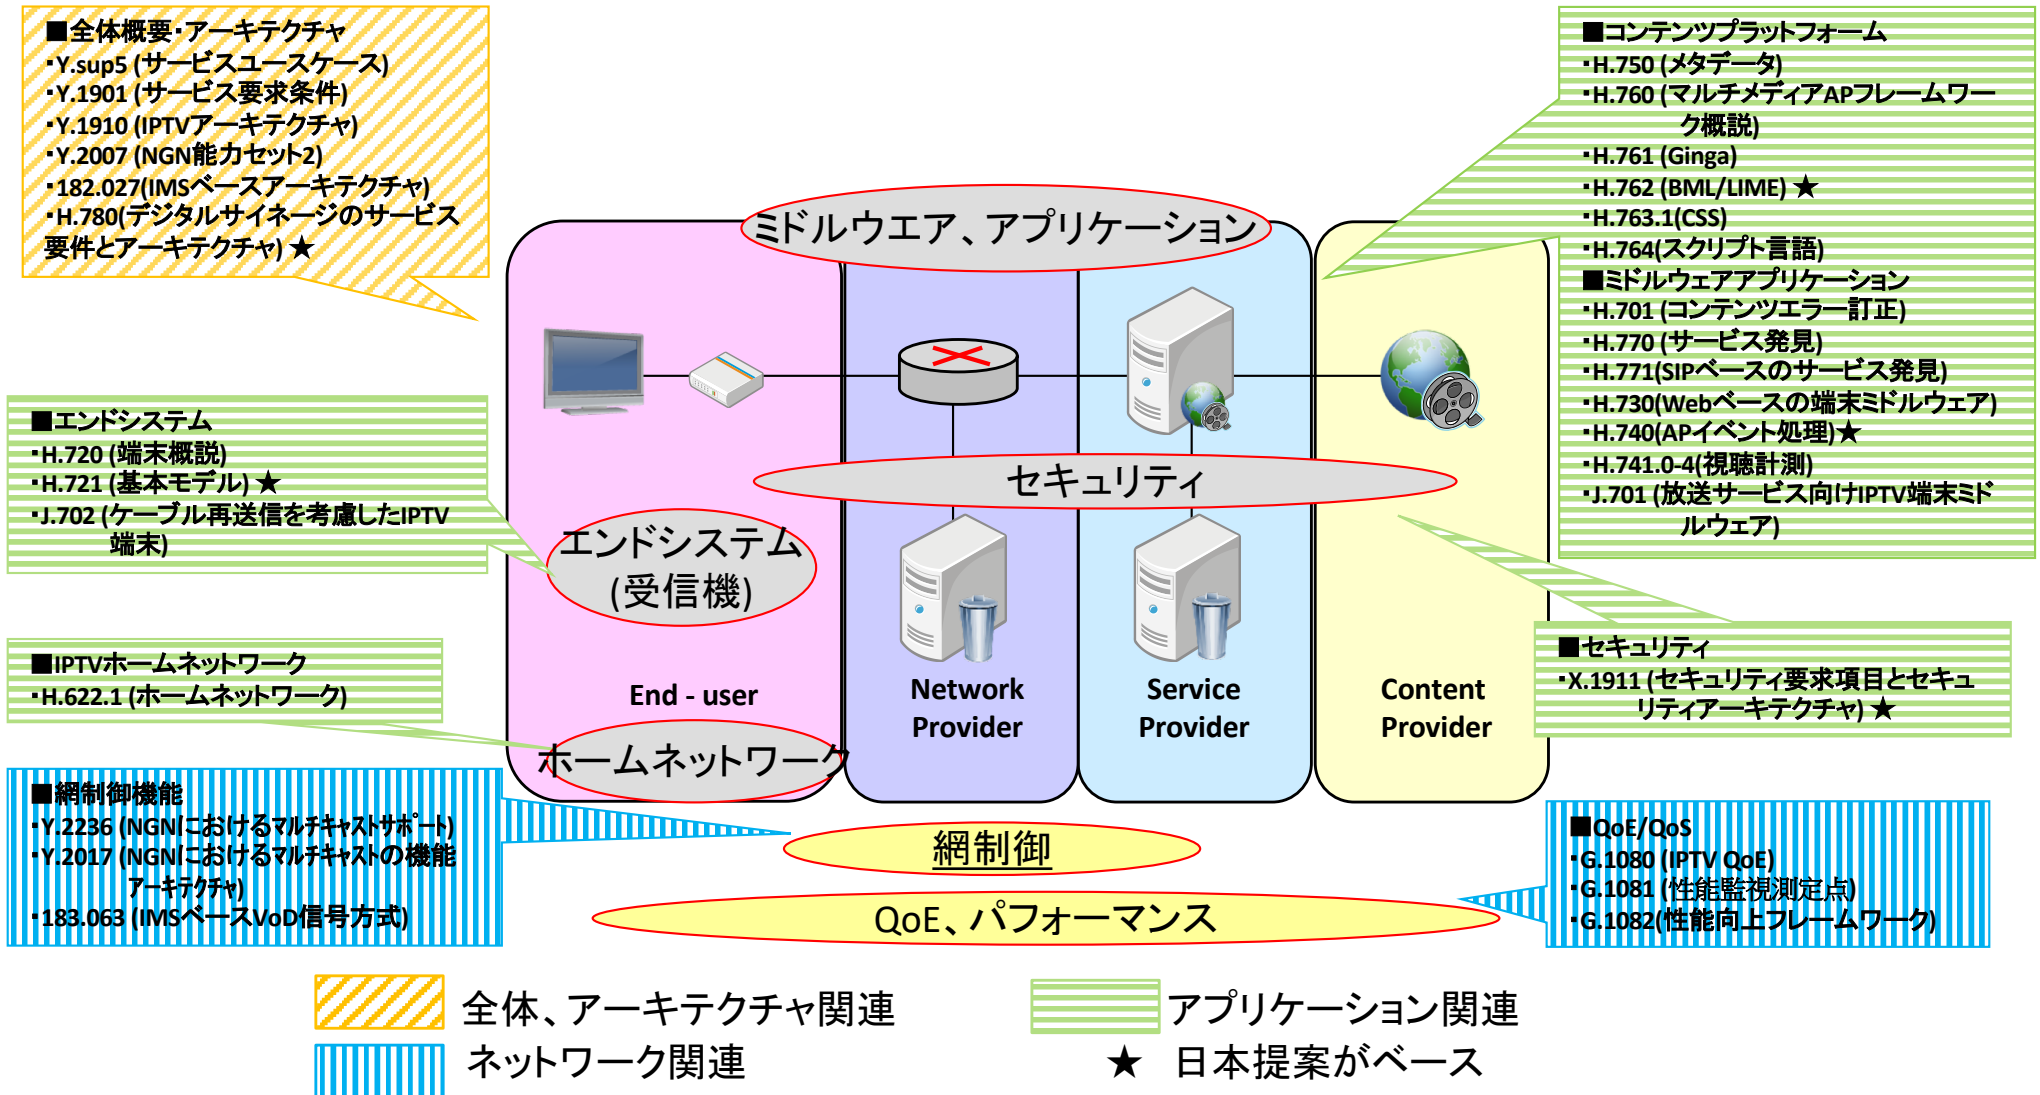 ■全体概要・アーキテクチャ
・Y.sup5 (サービスユースケース)
・Y.1901 (サービス要求条件)
・Y.1910 (IPTVアーキテクチャ)
・Y.2007 (NGN能力セット2)
・182.027(IMSベースアーキテクチャ)
・H.780(デジタルサイネージのサービス
要件とアーキテクチャ) ★
■エンドシステム
・H.720 (端末概説)
・H.721 (基本モデル) ★
・J.702 (ケーブル再送信を考慮したIPTV
端末)
■IPTVホームネットワーク
・H.622.1 (ホームネットワーク)
■網制御機能
・Y.2236 (NGNにおけるマルチキャストサポート)
・Y.2017 (NGNにおけるマルチキャストの機能
アーキテクチャ)
・183.063 (IMSベースVoD信号方式)
ミドルウエア、アプリケーション
セキュリティ
エンドシステム
(受信機)
End - user
Network
Provider
Service
Provider
Content
Provider
ホームネットワーク
網制御
QoE、パフォーマンス
■コンテンツプラットフォーム
・H.750 (メタデータ)
・H.760 (マルチメディアAPフレームワー
ク概説)
・H.761 (Ginga)
・H.762 (BML/LIME) ★
・H.763.1(CSS)
・H.764(スクリプト言語)
■ミドルウェアアプリケーション
・H.701 (コンテンツエラー訂正)
・H.770 (サービス発見)
・H.771(SIPベースのサービス発見)
・H.730(Webベースの端末ミドルウェア)
・H.740(APイベント処理)★
・H.741.0-4(視聴計測)
・J.701 (放送サービス向けIPTV端末ミド
ルウェア)
■セキュリティ
・X.1911 (セキュリティ要求項目とセキュ
リティアーキテクチャ) ★
■QoE/QoS
・G.1080 (IPTV QoE)
・G.1081 (性能監視測定点)
・G.1082(性能向上フレームワーク)
全体、アーキテクチャ関連
アプリケーション関連
ネットワーク関連
★ 日本提案がベース